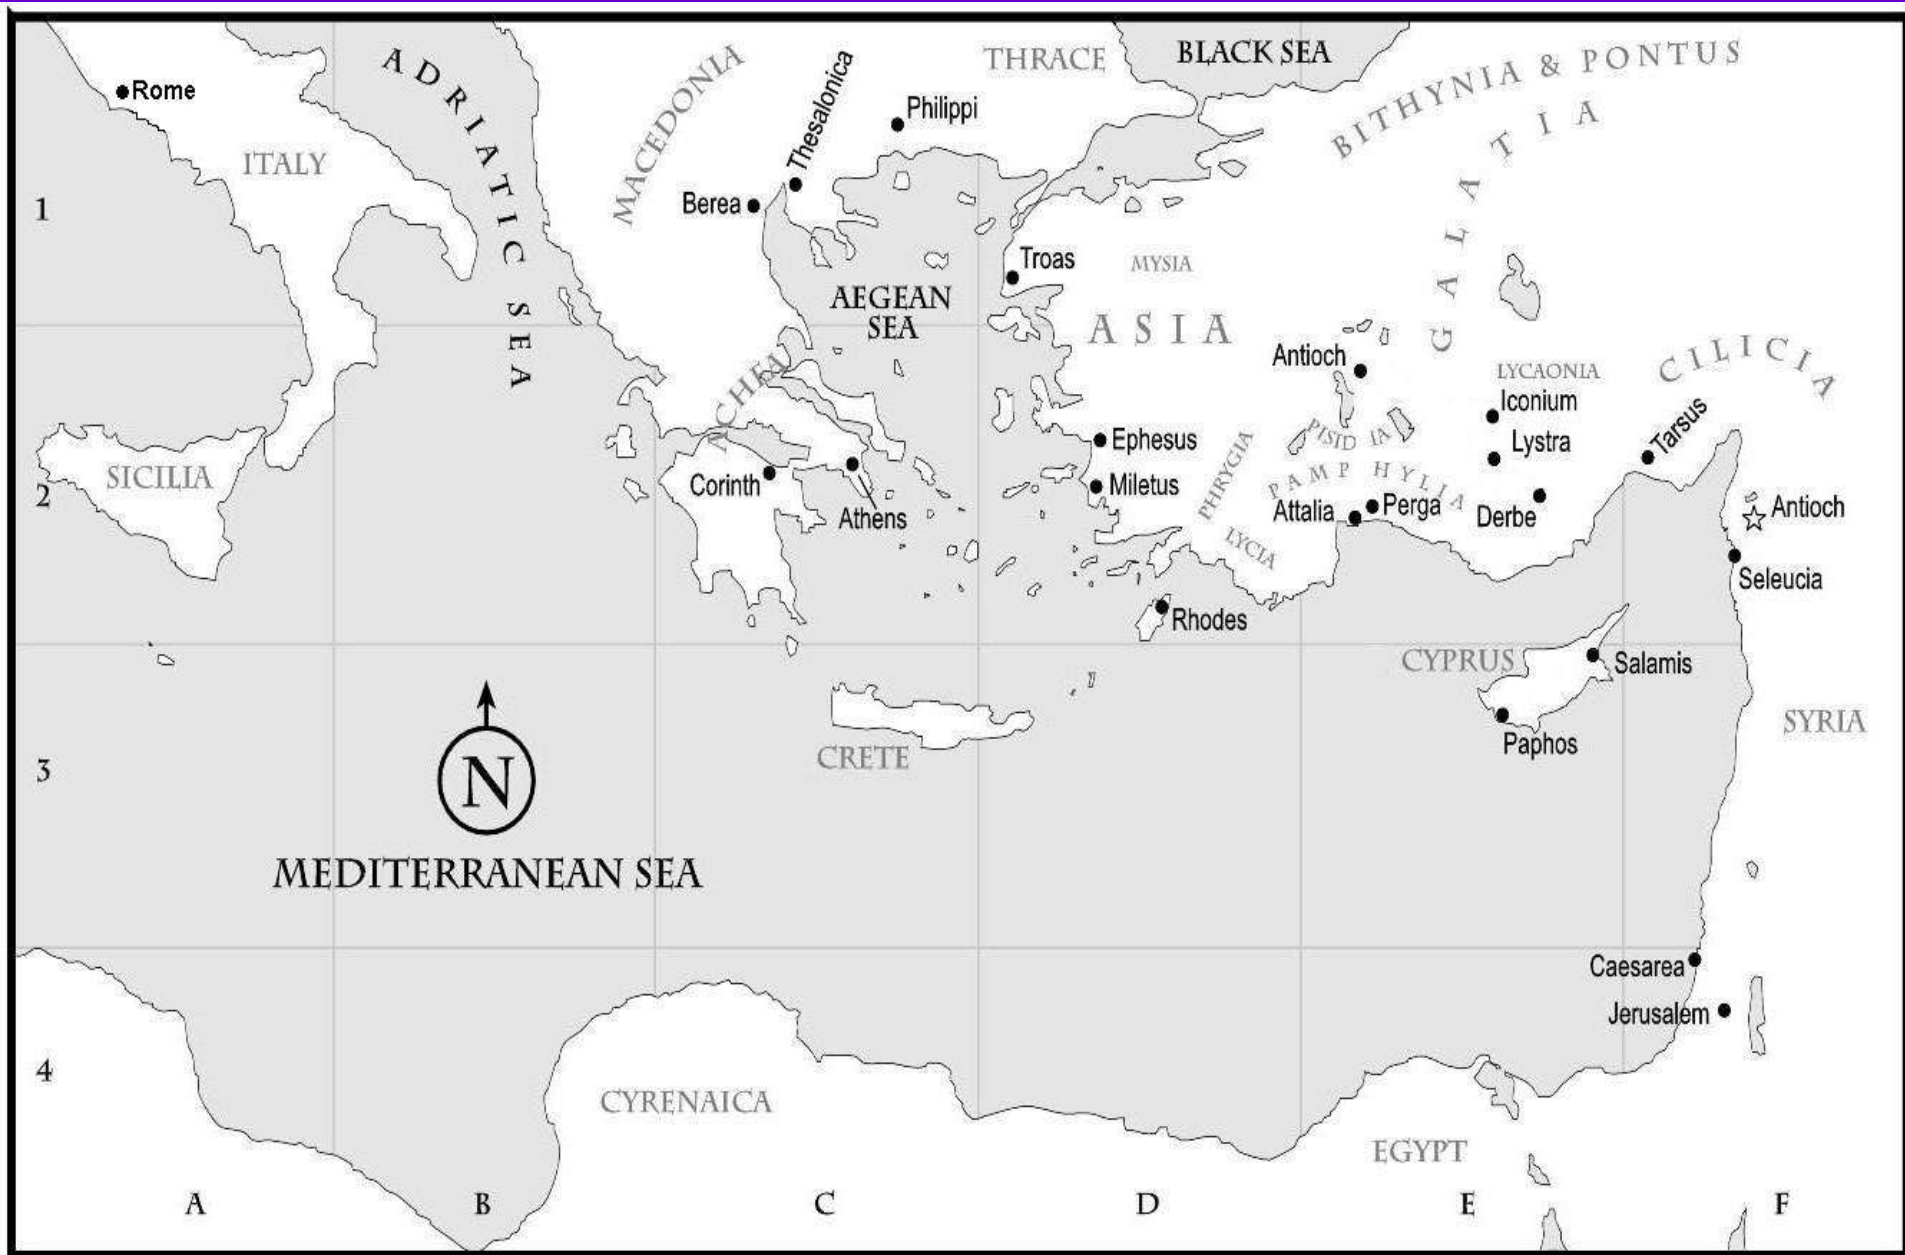 ADRIATIC SEA
MACEDONIA
Thesalonica
THRACE
BLACK SEA
BITHYNIA & PONTUS
Rome
Philippi
GALATIA
ITALY
1
Berea
Troas
MYSIA
AEGEAN
SEA
ASIA
Antioch
LYCAONIA
CILICIA
ACHEA
Iconium
Tarsus
SICILIA
2
Corinth
Athens
Ephesus
Miletus
PHRYGIA
PISIDIA
PAMPHYLIA
Lystra
Attalia
Perga
Derbe
Antioch
LYCIA
Seleucia
Rhodes
CYPRUS
Salamis
N
CRETE
Paphos
SYRIA
3
MEDITERRANEAN SEA
Caesarea
Jerusalem
4
CYRENAICA
EGYPT
A
B
C
D
E
F